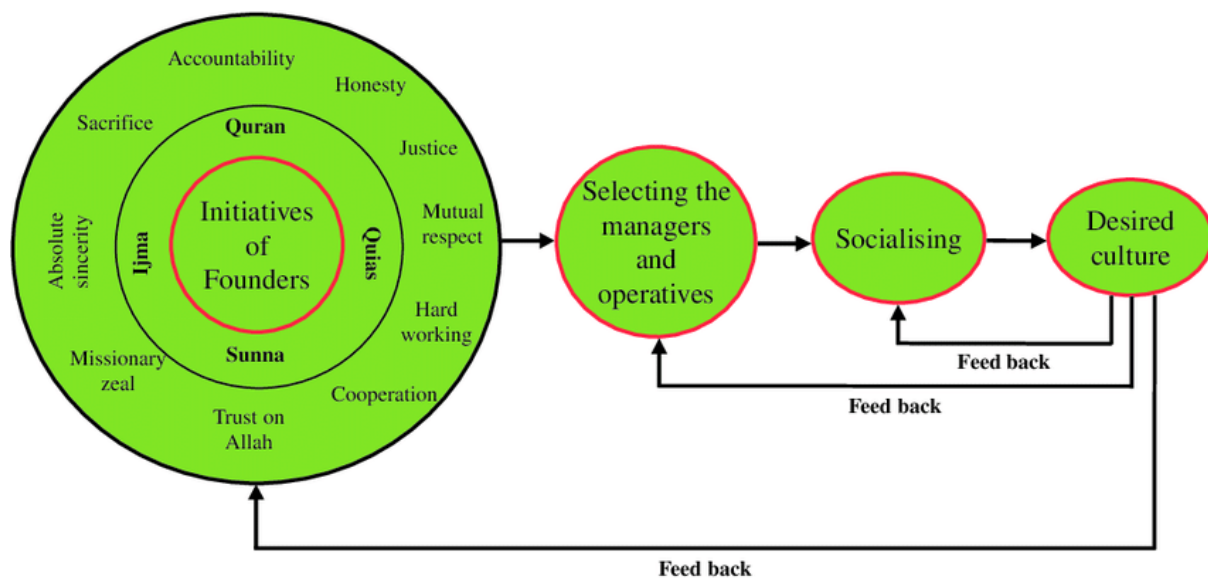 Accountability
Honesty
Sacrifice
Quran
Justice
Absolute
sincerity
Ijma
Initiatives
of
Founders
Quias
Mutual
respect
Hard
working
Sunna
Missionary
zeal
Cooperation
Trust on
Allah
Selecting the
managers
and
operatives
Socialising
Desired
culture
Feed back
Feed back
Feed back